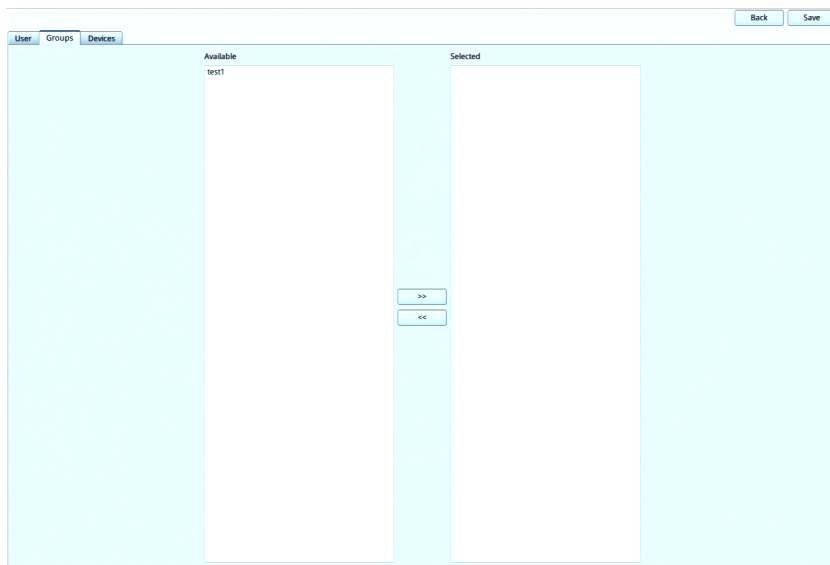 Back Save
User Groups Devices
Available Selected
test1
>>
<<